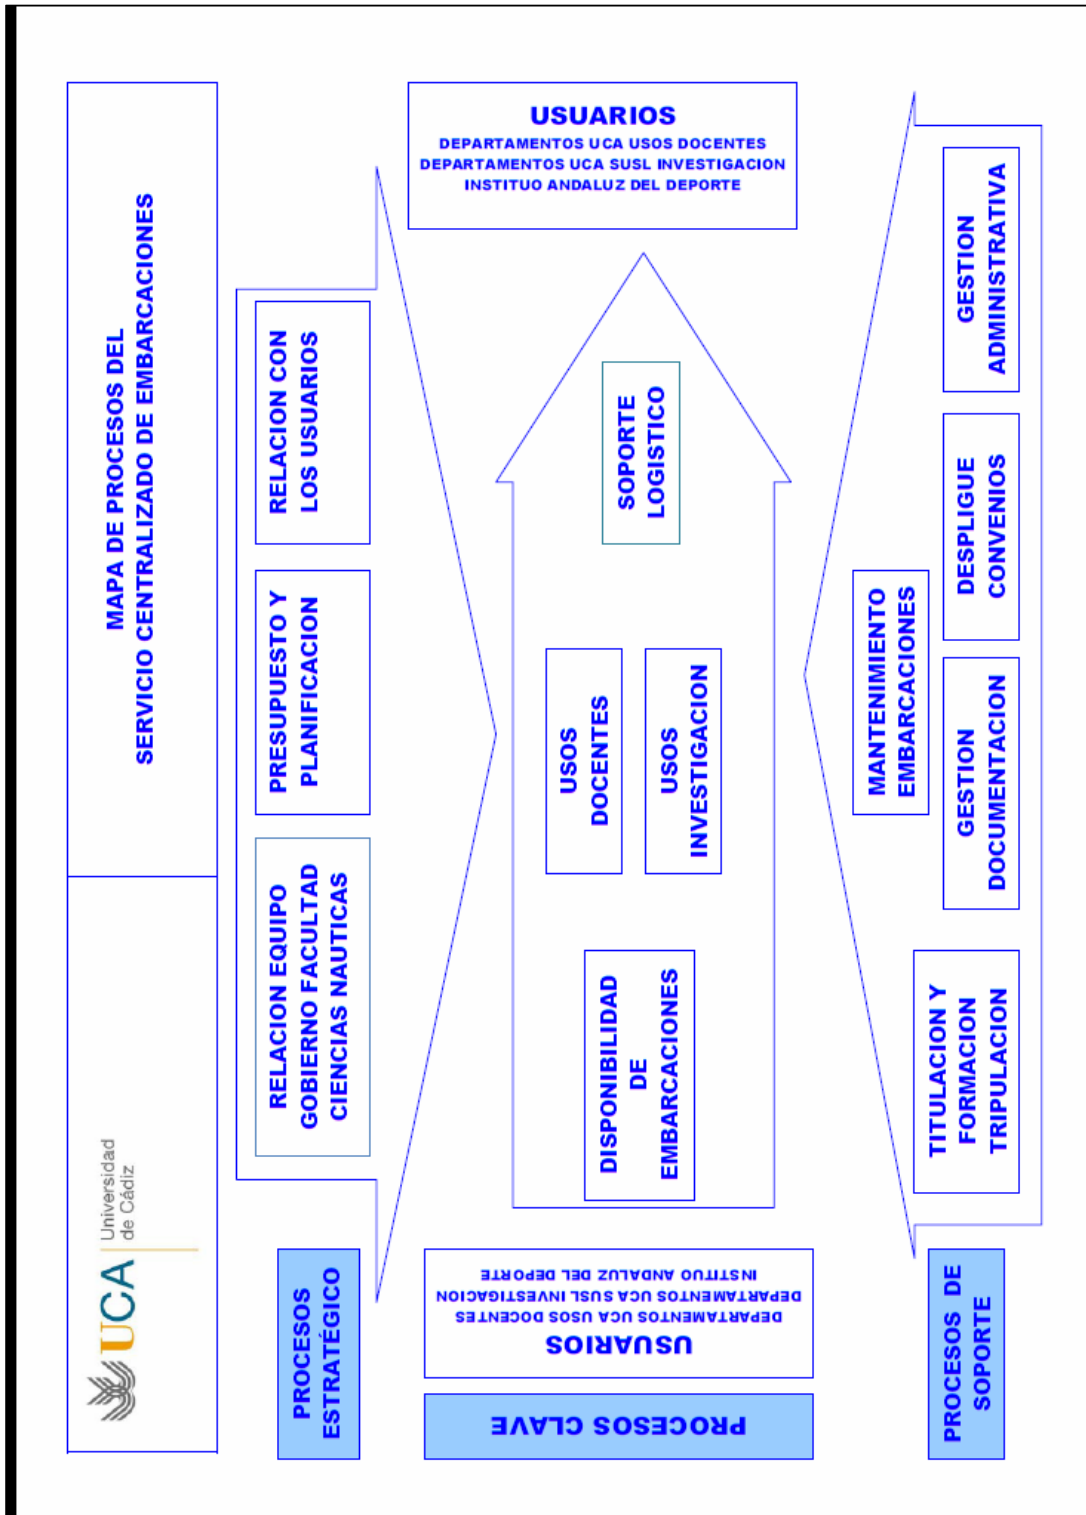 UCA
Universidad
de Cádiz
MAPA DE PROCESOS DEL
SERVICIO CENTRALIZADO DE EMBARCACIONES
PROCESOS
ESTRATÉGICO
RELACION EQUIPO
GOBIERNO FACULTAD
CIENCIAS NAUTICAS
PRESUPUESTO Y
PLANIFICACION
RELACION CON
LOS USUARIOS
PROCESOS CLAVE
USUARIOS
DEPARTAMENTOS UCA USOS DOCENTES
DEPARTAMENTOS UCA SUSL INVESTIGACION
INSTITUO ANDALUZ DEL DEPORTE
DISPONIBILIDAD
DE
EMBARCACIONES
USOS
DOCENTES
USOS
INVESTIGACION
SOPORTE
LOGISTICO
USUARIOS
DEPARTAMENTOS UCA USOS DOCENTES
DEPARTAMENTOS UCA SUSL INVESTIGACION
INSTITUO ANDALUZ DEL DEPORTE
PROCESOS DE
SOPORTE
TITULACION Y
FORMACION
TRIPULACION
MANTENIMIENTO
EMBARCACIONES
GESTION
DOCUMENTACION
DESPLIGUE
CONVENIOS
GESTION
ADMINISTRATIVA